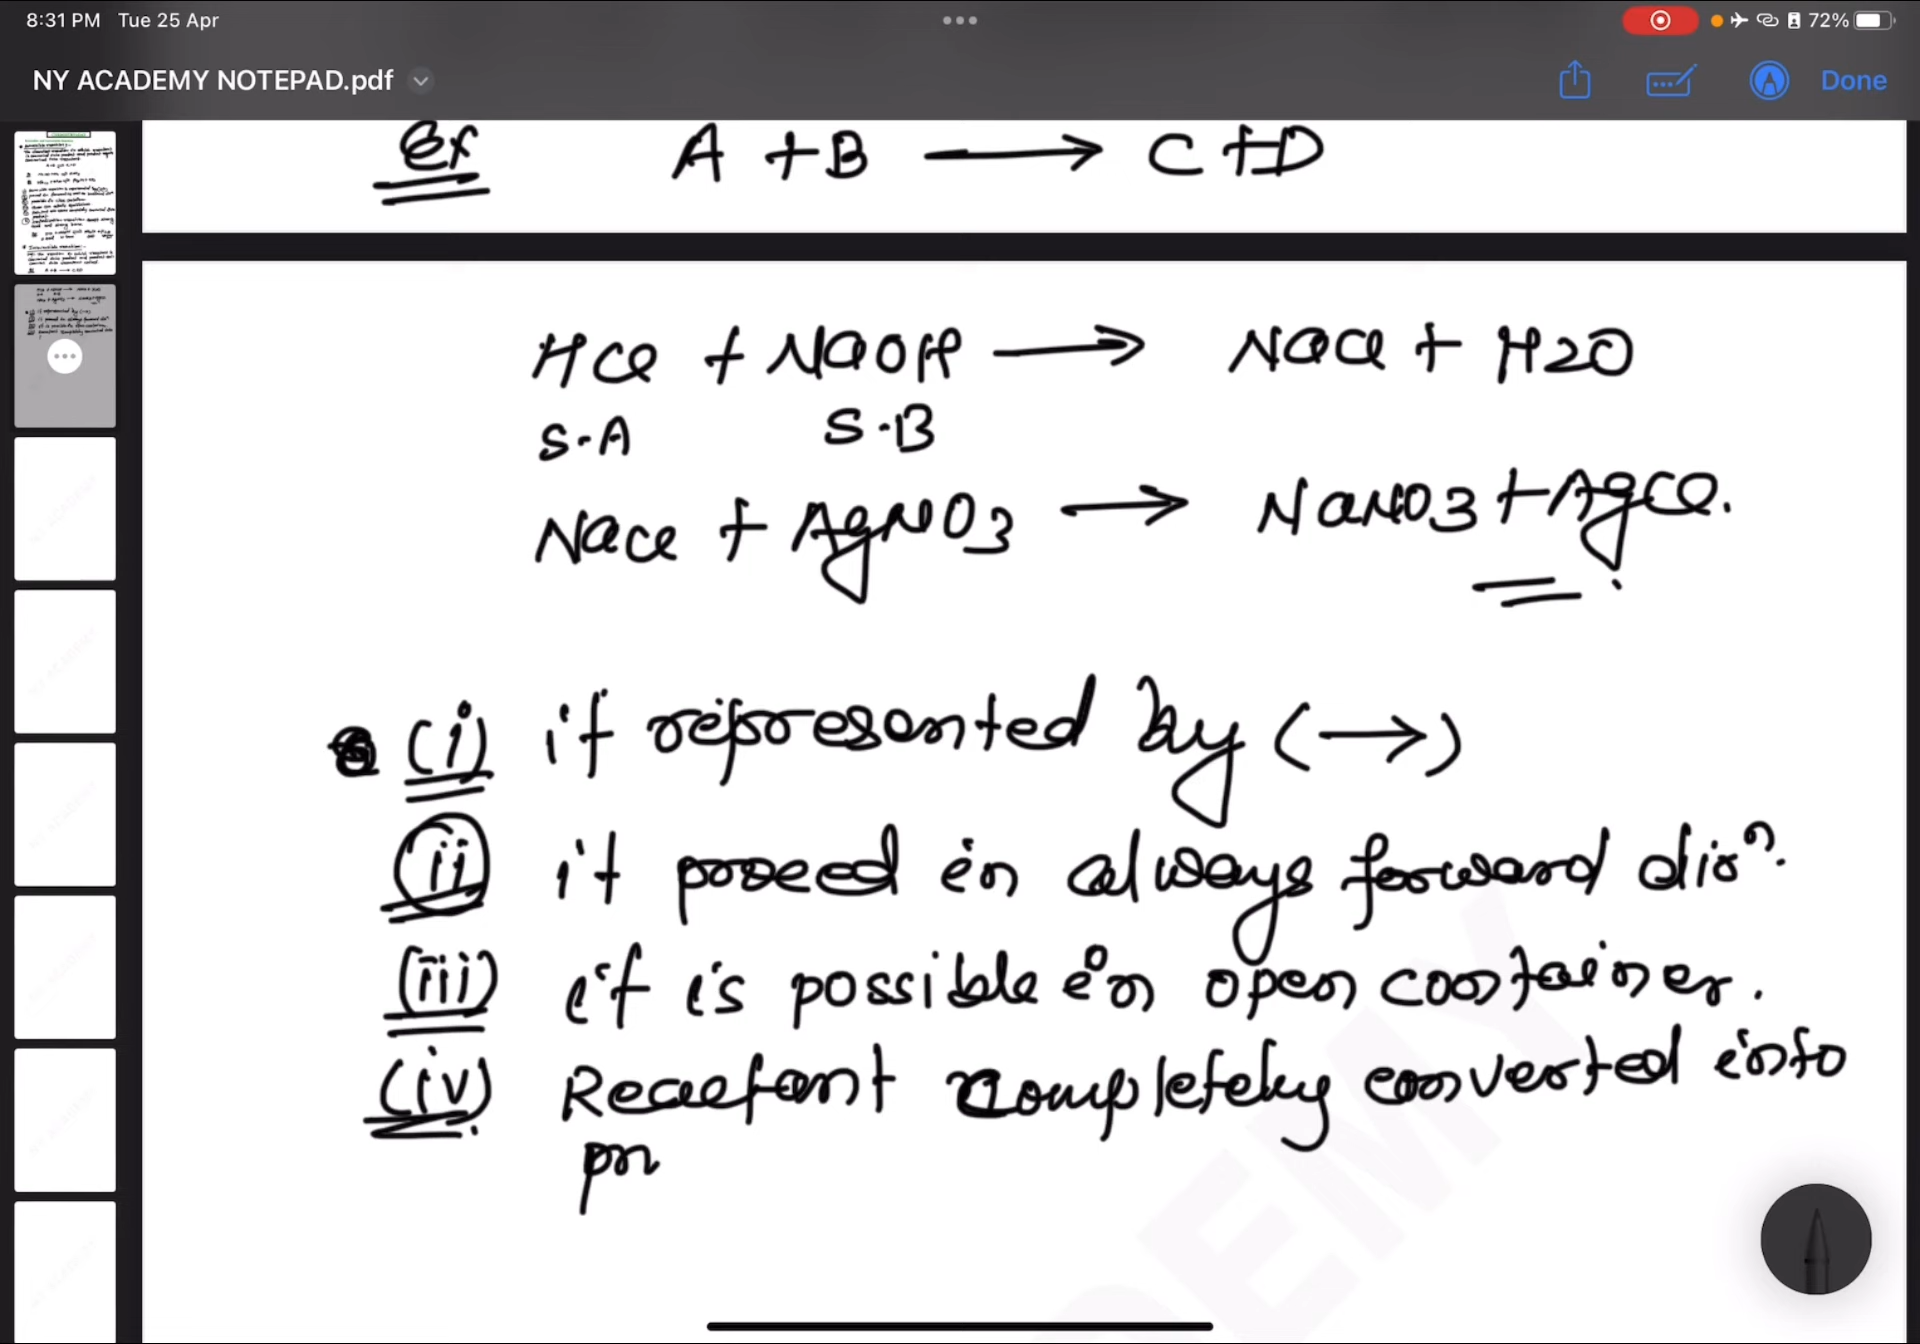 8:31 PM Tue 25 Apr
72%
NY ACADEMY NOTEPAD.pdf
Done
Ex A + B ⟶ C + D
HCl + NaOH ⟶ NaCl + H2O
S.A S.B
NaCl + AgNO3 ⟶ NaNO3 + AgCl.
(i) it represented by (→)
(ii) it proceed in always forward dirn.
(iii) it is possible in open container.
(iv) Reactant completely converted into
pr